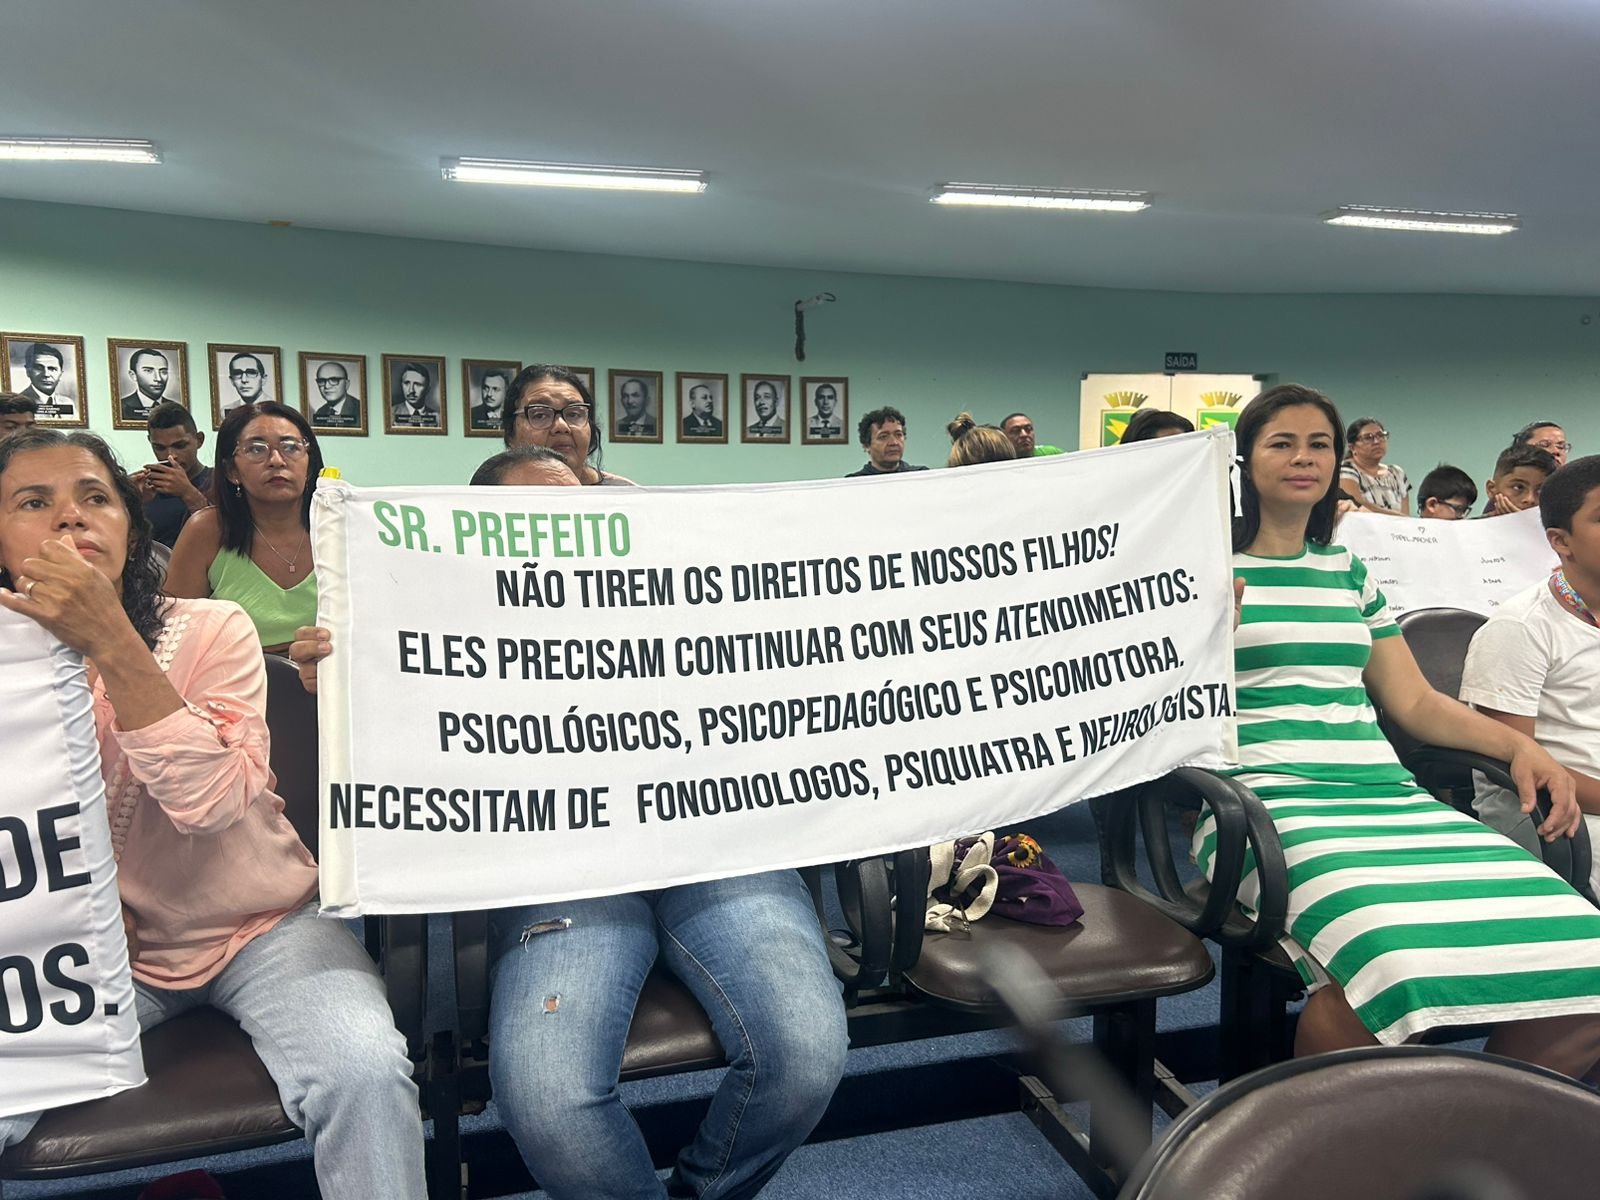 SAÍDA
SR. PREFEITO
NÃO TIREM OS DIREITOS DE NOSSOS FILHOS!
ELES PRECISAM CONTINUAR COM SEUS ATENDIMENTOS:
PSICOLÓGICOS, PSICOPEDAGÓGICO E PSICOMOTORA.
NECESSITAM DE FONODIOLOGOS, PSIQUIATRA E NEUROLOGISTA.
DE
OS.